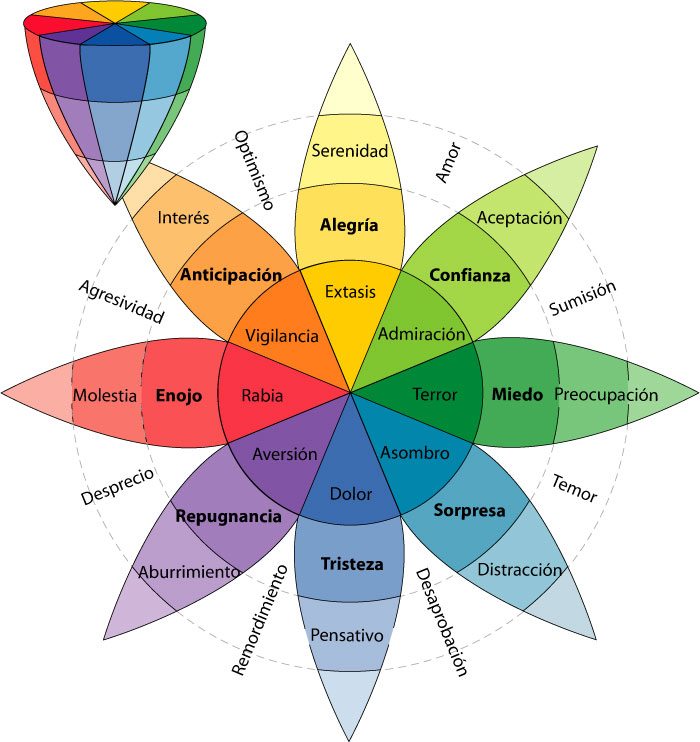 Optimismo
Amor
Serenidad
Interés
Aceptación
Alegría
Anticipación
Confianza
Extasis
Agresividad
Sumisión
Vigilancia
Admiración
Molestia
Enojo
Rabia
Terror
Miedo
Preocupación
Aversión
Asombro
Desprecio
Temor
Dolor
Repugnancia
Sorpresa
Tristeza
Aburrimiento
Distracción
Remordimiento
Desaprobación
Pensativo